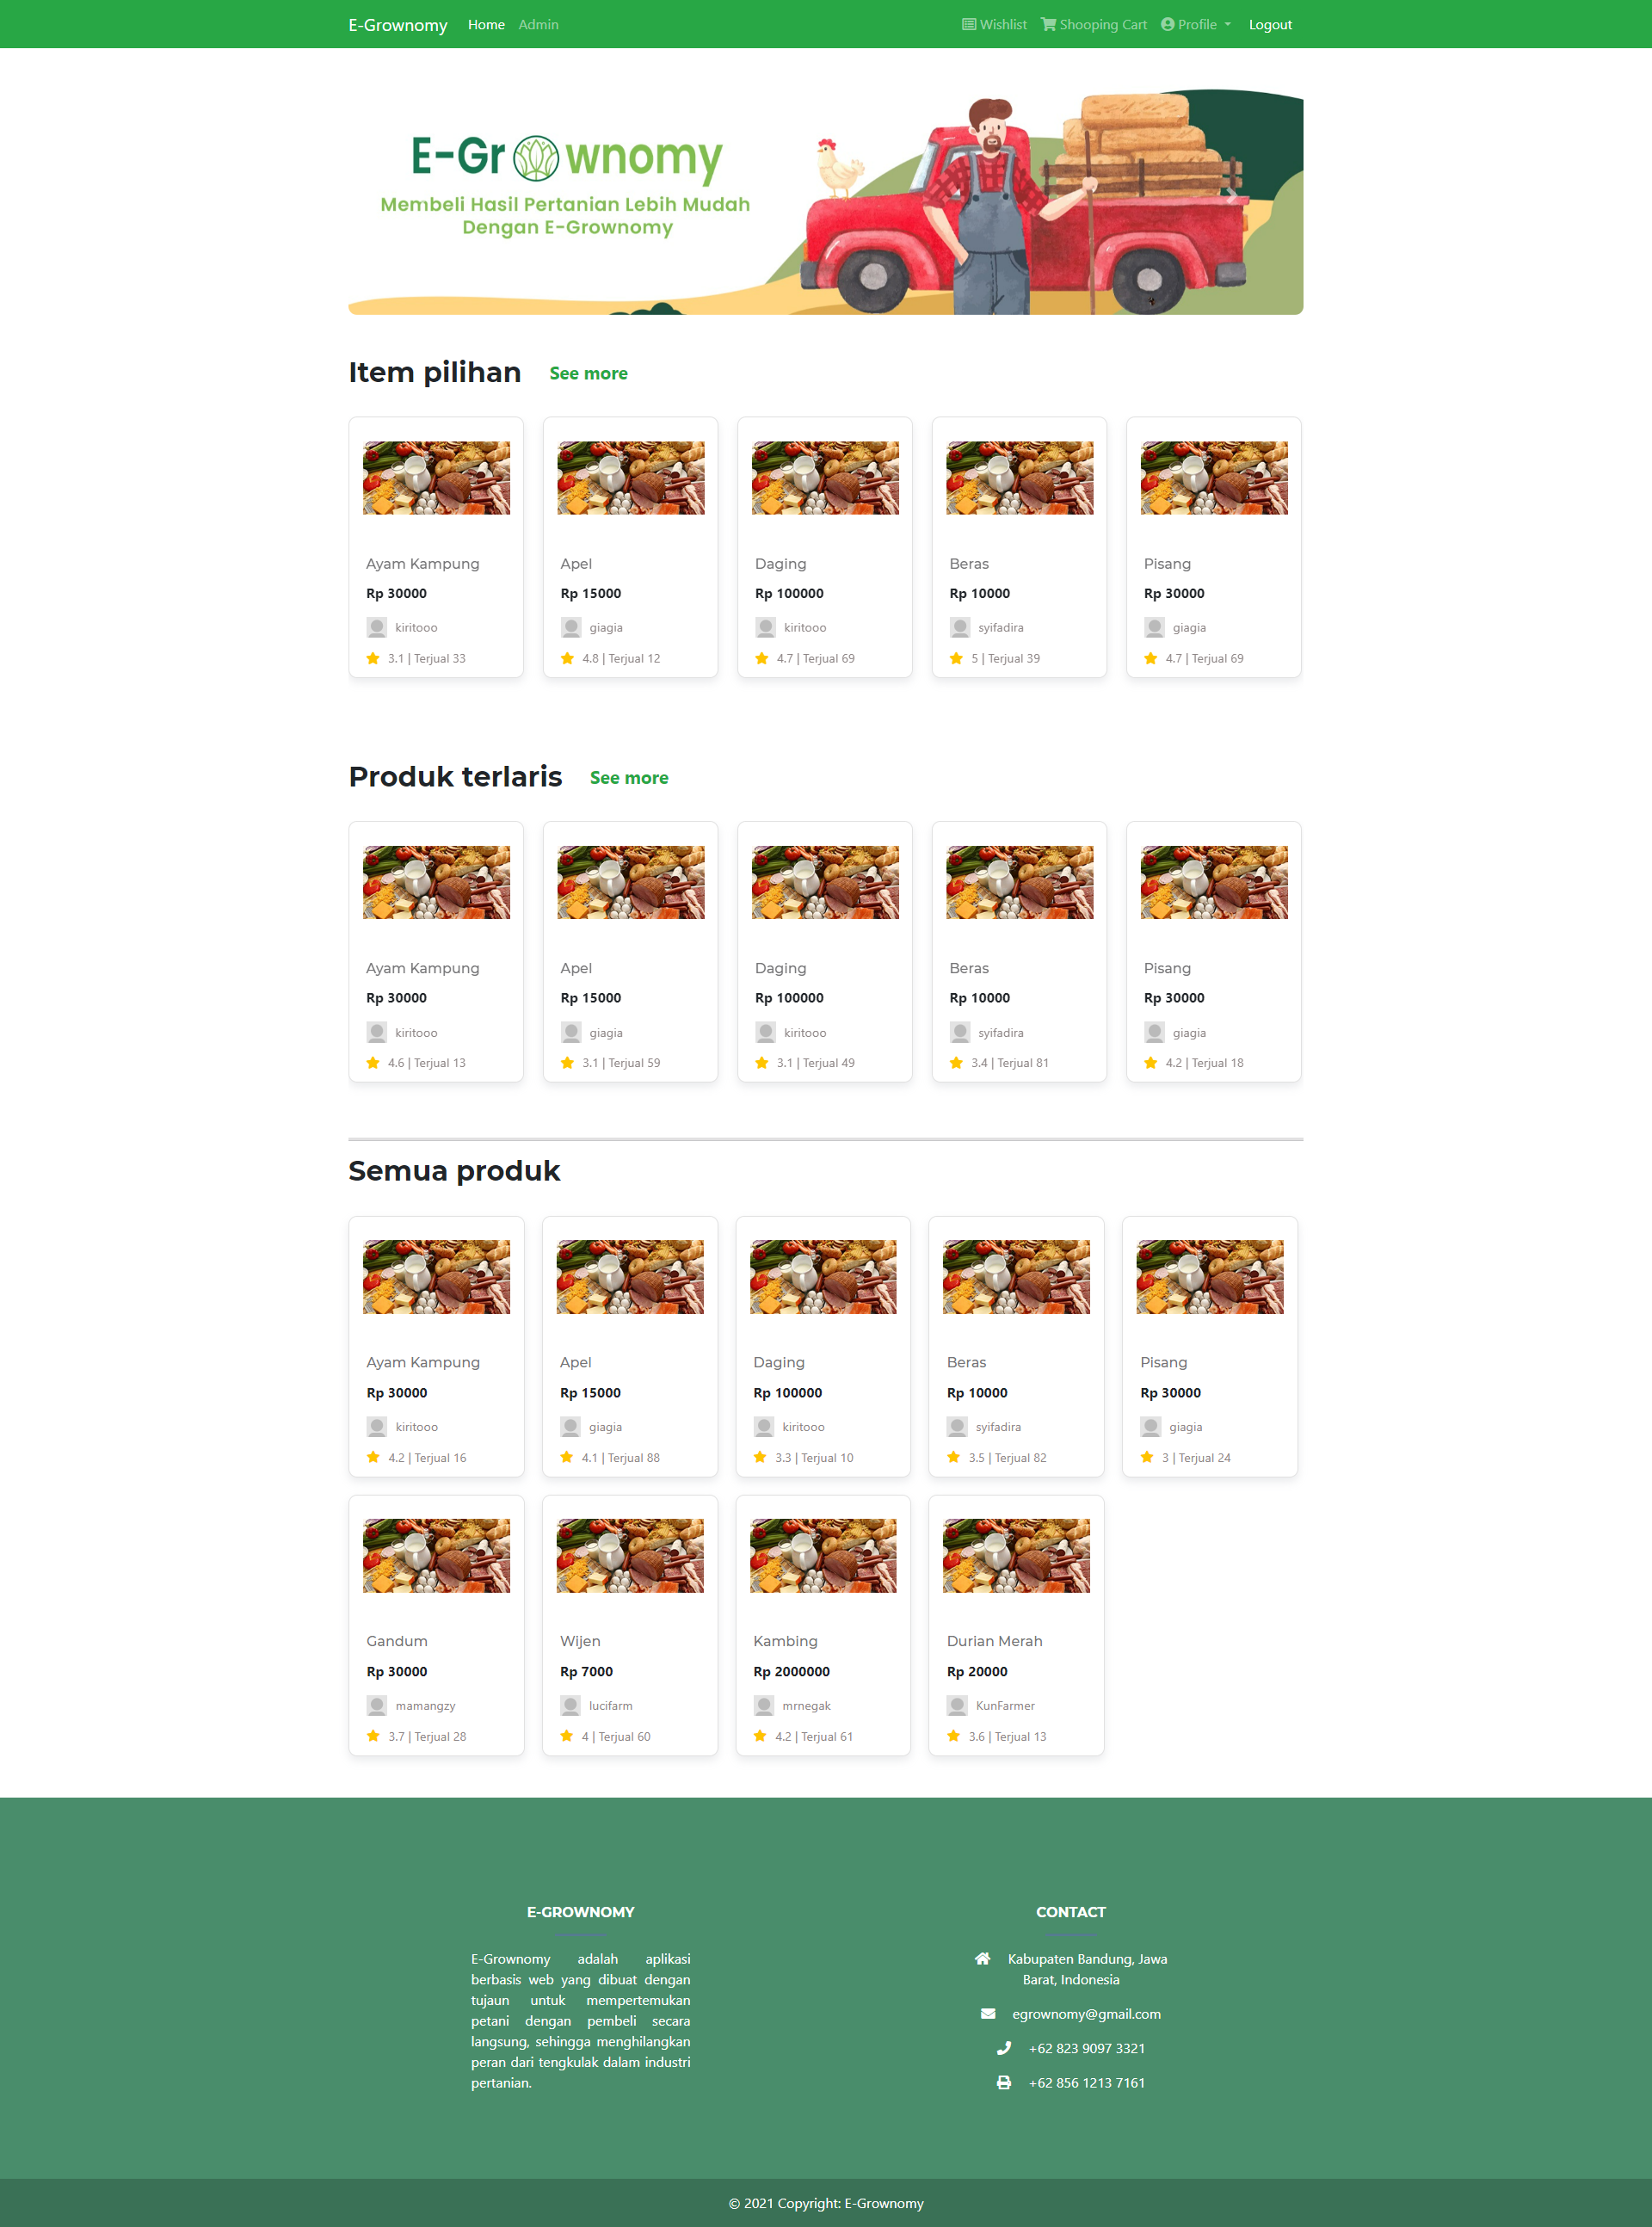 E-Grownomy Home Admin Wishlist Shooping Cart Profile Logout
E-Grownomy
Membeli Hasil Pertanian Lebih Mudah
Dengan E-Grownomy
Item pilihan See more
Ayam Kampung
Rp 30000
kiritooo
3.1 | Terjual 33
Apel
Rp 15000
giagia
4.8 | Terjual 12
Daging
Rp 100000
kiritooo
4.7 | Terjual 69
Beras
Rp 10000
syifadira
5 | Terjual 39
Pisang
Rp 30000
giagia
4.7 | Terjual 69
Produk terlaris See more
Ayam Kampung
Rp 30000
kiritooo
4.6 | Terjual 13
Apel
Rp 15000
giagia
3.1 | Terjual 59
Daging
Rp 100000
kiritooo
3.1 | Terjual 49
Beras
Rp 10000
syifadira
3.4 | Terjual 81
Pisang
Rp 30000
giagia
4.2 | Terjual 18
Semua produk
Ayam Kampung
Rp 30000
kiritooo
4.2 | Terjual 16
Apel
Rp 15000
giagia
4.1 | Terjual 88
Daging
Rp 100000
kiritooo
3.3 | Terjual 10
Beras
Rp 10000
syifadira
3.5 | Terjual 82
Pisang
Rp 30000
giagia
3 | Terjual 24
Gandum
Rp 30000
mamangzy
3.7 | Terjual 28
Wijen
Rp 7000
lucifarm
4 | Terjual 60
Kambing
Rp 2000000
mrnegak
4.2 | Terjual 61
Durian Merah
Rp 20000
KunFarmer
3.6 | Terjual 13
E-GROWNOMY
E-Grownomy adalah aplikasi
berbasis web yang dibuat dengan
tujaun untuk mempertemukan
petani dengan pembeli secara
langsung, sehingga menghilangkan
peran dari tengkulak dalam industri
pertanian.
CONTACT
Kabupaten Bandung, Jawa
Barat, Indonesia
egrownomy@gmail.com
+62 823 9097 3321
+62 856 1213 7161
© 2021 Copyright: E-Grownomy